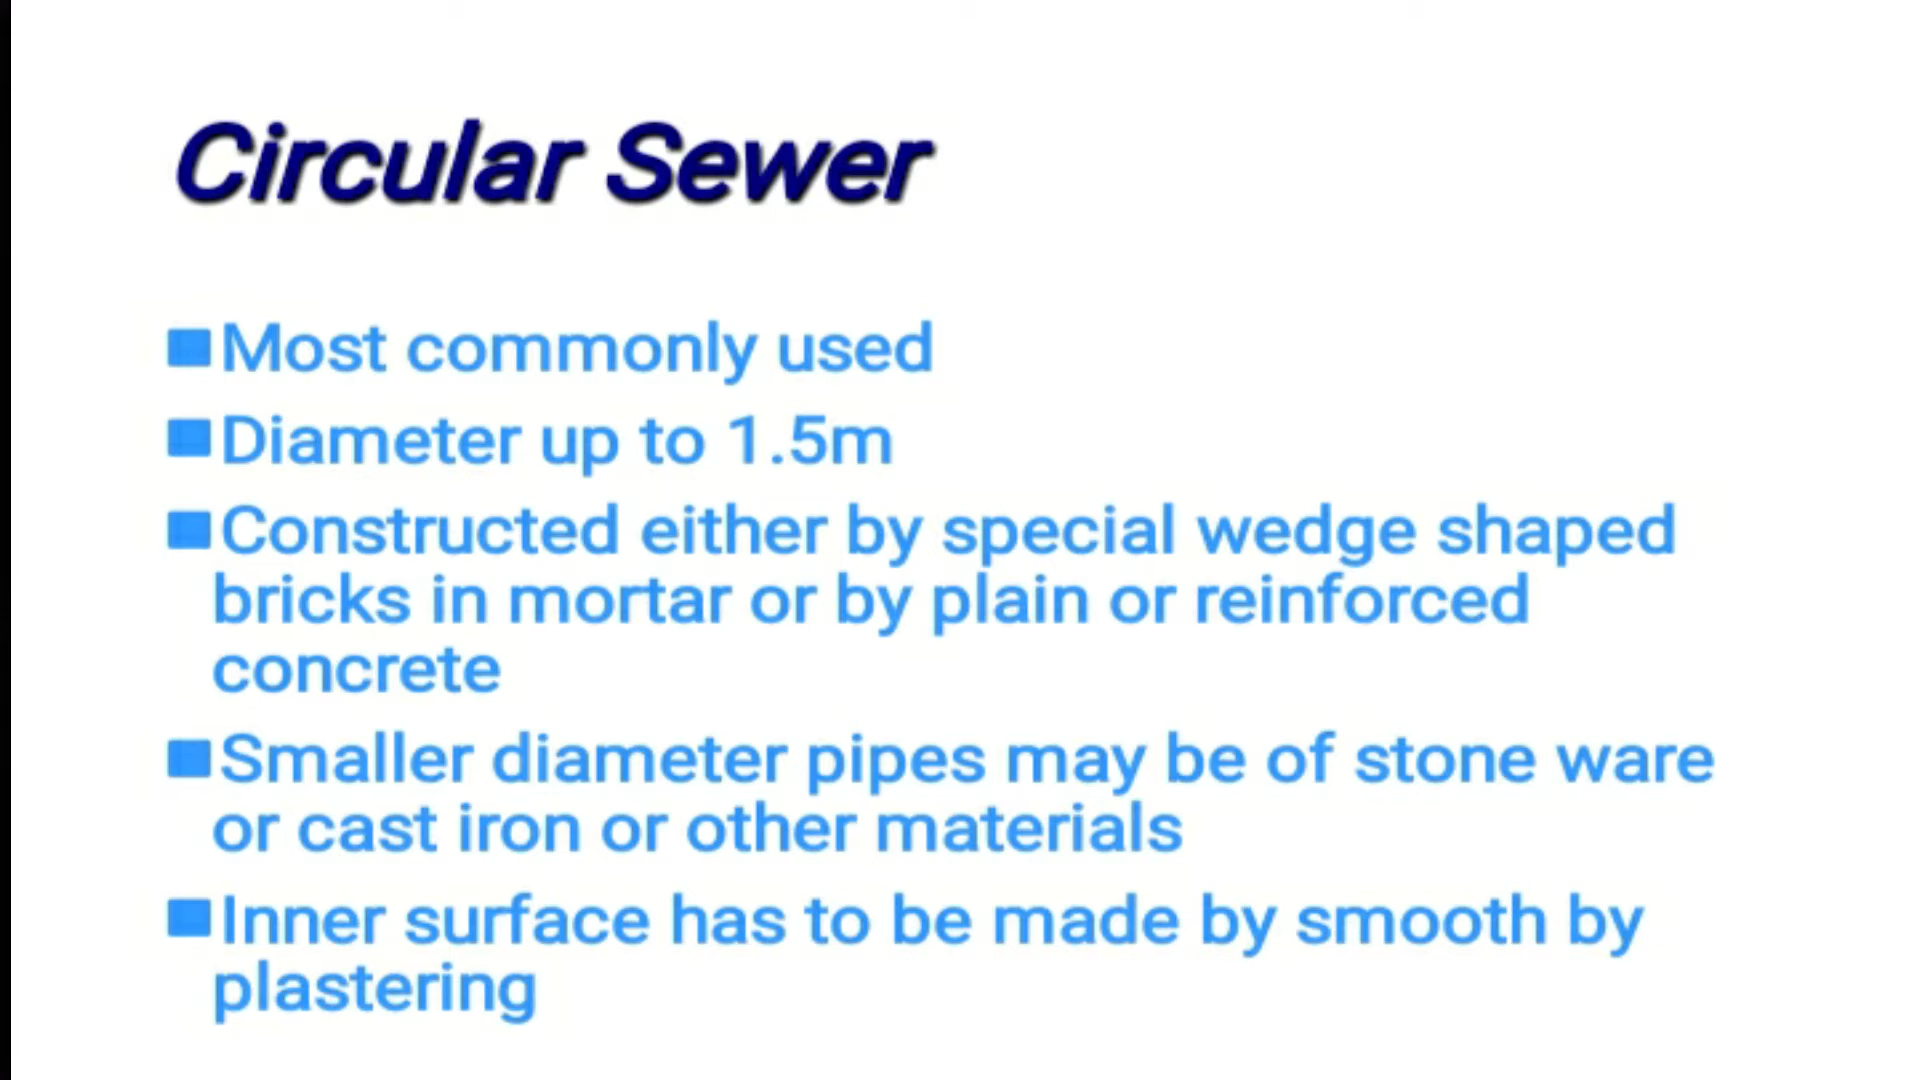 Circular Sewer
Most commonly used
Diameter up to 1.5m
Constructed either by special wedge shaped
bricks in mortar or by plain or reinforced
concrete
Smaller diameter pipes may be of stone ware
or cast iron or other materials
Inner surface has to be made by smooth by
plastering